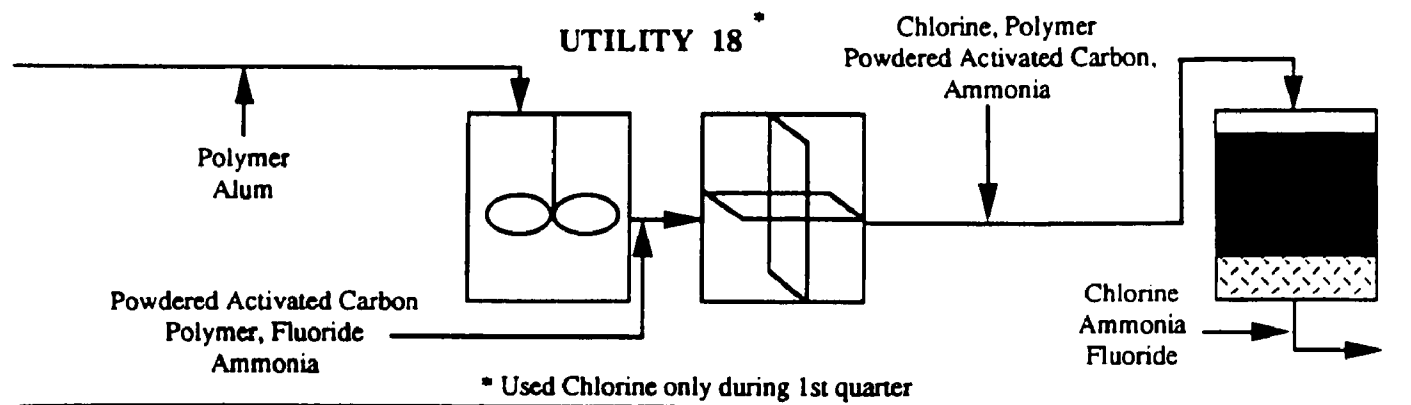 UTILITY 18 *
Chlorine, Polymer
Powdered Activated Carbon,
Ammonia
Polymer
Alum
Powdered Activated Carbon
Polymer, Fluoride
Ammonia
Chlorine
Ammonia
Fluoride
* Used Chlorine only during 1st quarter